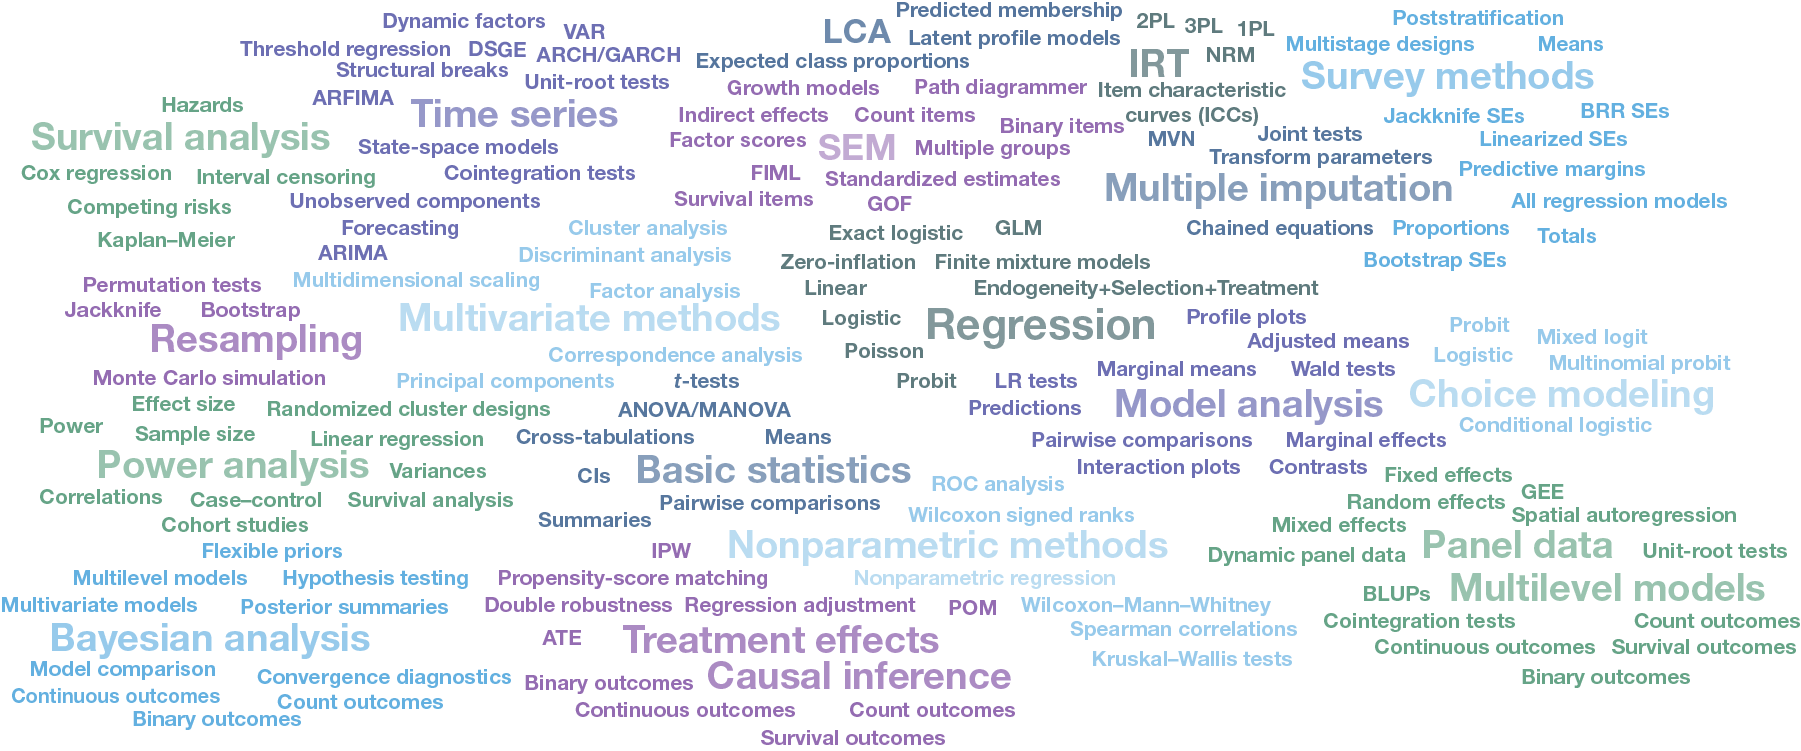 Dynamic factors
VAR
Threshold regression
DSGE
ARCH/GARCH
Structural breaks
Unit-root tests
ARFIMA
Time series
State-space models
Cointegration tests
Unobserved components
Forecasting
ARIMA
LCA
Predicted membership
Latent profile models
Expected class proportions
2PL
3PL
1PL
IRT
NRM
Item characteristic
curves (ICCs)
Poststratification
Multistage designs
Means
Survey methods
Jackknife SEs
BRR SEs
Linearized SEs
Predictive margins
All regression models
Proportions
Totals
Bootstrap SEs
Hazards
Survival analysis
Cox regression
Interval censoring
Competing risks
Kaplan–Meier
Growth models
Path diagrammer
Indirect effects
Count items
Binary items
Factor scores
SEM
Multiple groups
FIML
Standardized estimates
Survival items
GOF
MVN
Joint tests
Transform parameters
Multiple imputation
Chained equations
Cluster analysis
Discriminant analysis
Multidimensional scaling
Factor analysis
Multivariate methods
Correspondence analysis
Principal components
Exact logistic
GLM
Zero-inflation
Finite mixture models
Linear
Endogeneity+Selection+Treatment
Logistic
Regression
Poisson
Probit
Permutation tests
Jackknife
Bootstrap
Resampling
Monte Carlo simulation
Profile plots
Adjusted means
Marginal means
Wald tests
LR tests
Predictions
Model analysis
Pairwise comparisons
Marginal effects
Interaction plots
Contrasts
Probit
Mixed logit
Logistic
Multinomial probit
Choice modeling
Conditional logistic
Effect size
Randomized cluster designs
Power
Sample size
Linear regression
Power analysis
Variances
Correlations
Case–control
Survival analysis
Cohort studies
t-tests
ANOVA/MANOVA
Cross-tabulations
Means
CIs
Basic statistics
Pairwise comparisons
Summaries
ROC analysis
Wilcoxon signed ranks
Nonparametric methods
Nonparametric regression
Wilcoxon–Mann–Whitney
Spearman correlations
Kruskal–Wallis tests
Fixed effects
GEE
Random effects
Spatial autoregression
Mixed effects
Dynamic panel data
Panel data
Unit-root tests
BLUPs
Multilevel models
Cointegration tests
Count outcomes
Continuous outcomes
Survival outcomes
Binary outcomes
Flexible priors
Multilevel models
Hypothesis testing
Multivariate models
Posterior summaries
Bayesian analysis
Model comparison
Convergence diagnostics
Continuous outcomes
Count outcomes
Binary outcomes
IPW
Propensity-score matching
Double robustness
Regression adjustment
POM
ATE
Treatment effects
Causal inference
Binary outcomes
Continuous outcomes
Count outcomes
Survival outcomes